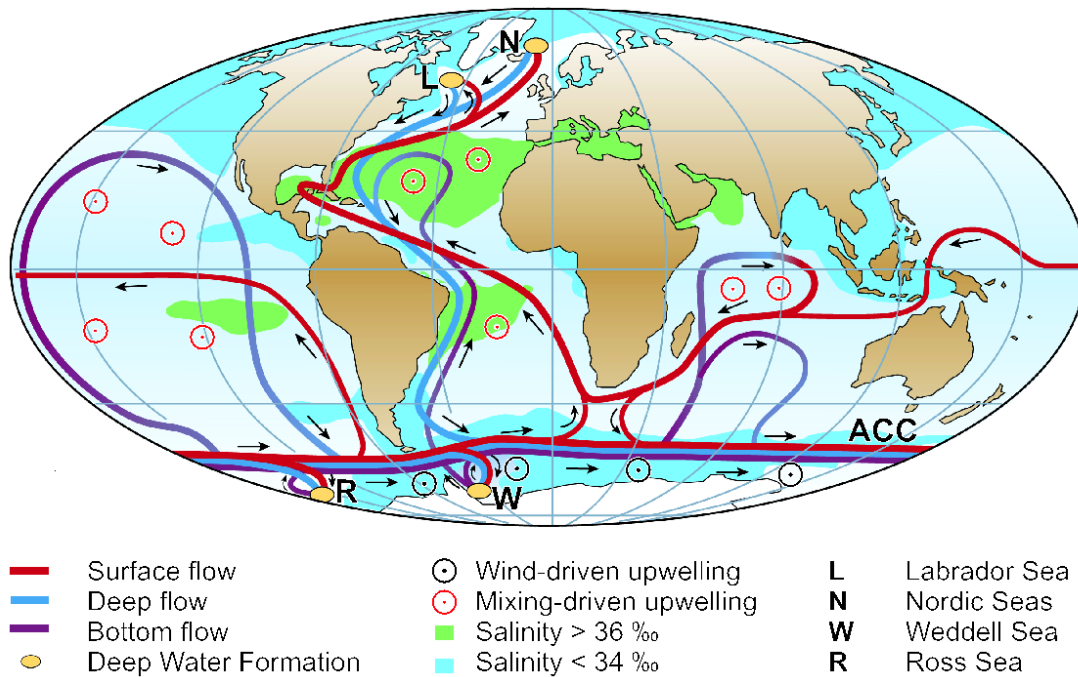 N
L
ACC
R
W
Surface flow
Deep flow
Bottom flow
Deep Water Formation
Wind-driven upwelling
Mixing-driven upwelling
Salinity > 36 ‰
Salinity < 34 ‰
L Labrador Sea
N Nordic Seas
W Weddell Sea
R Ross Sea